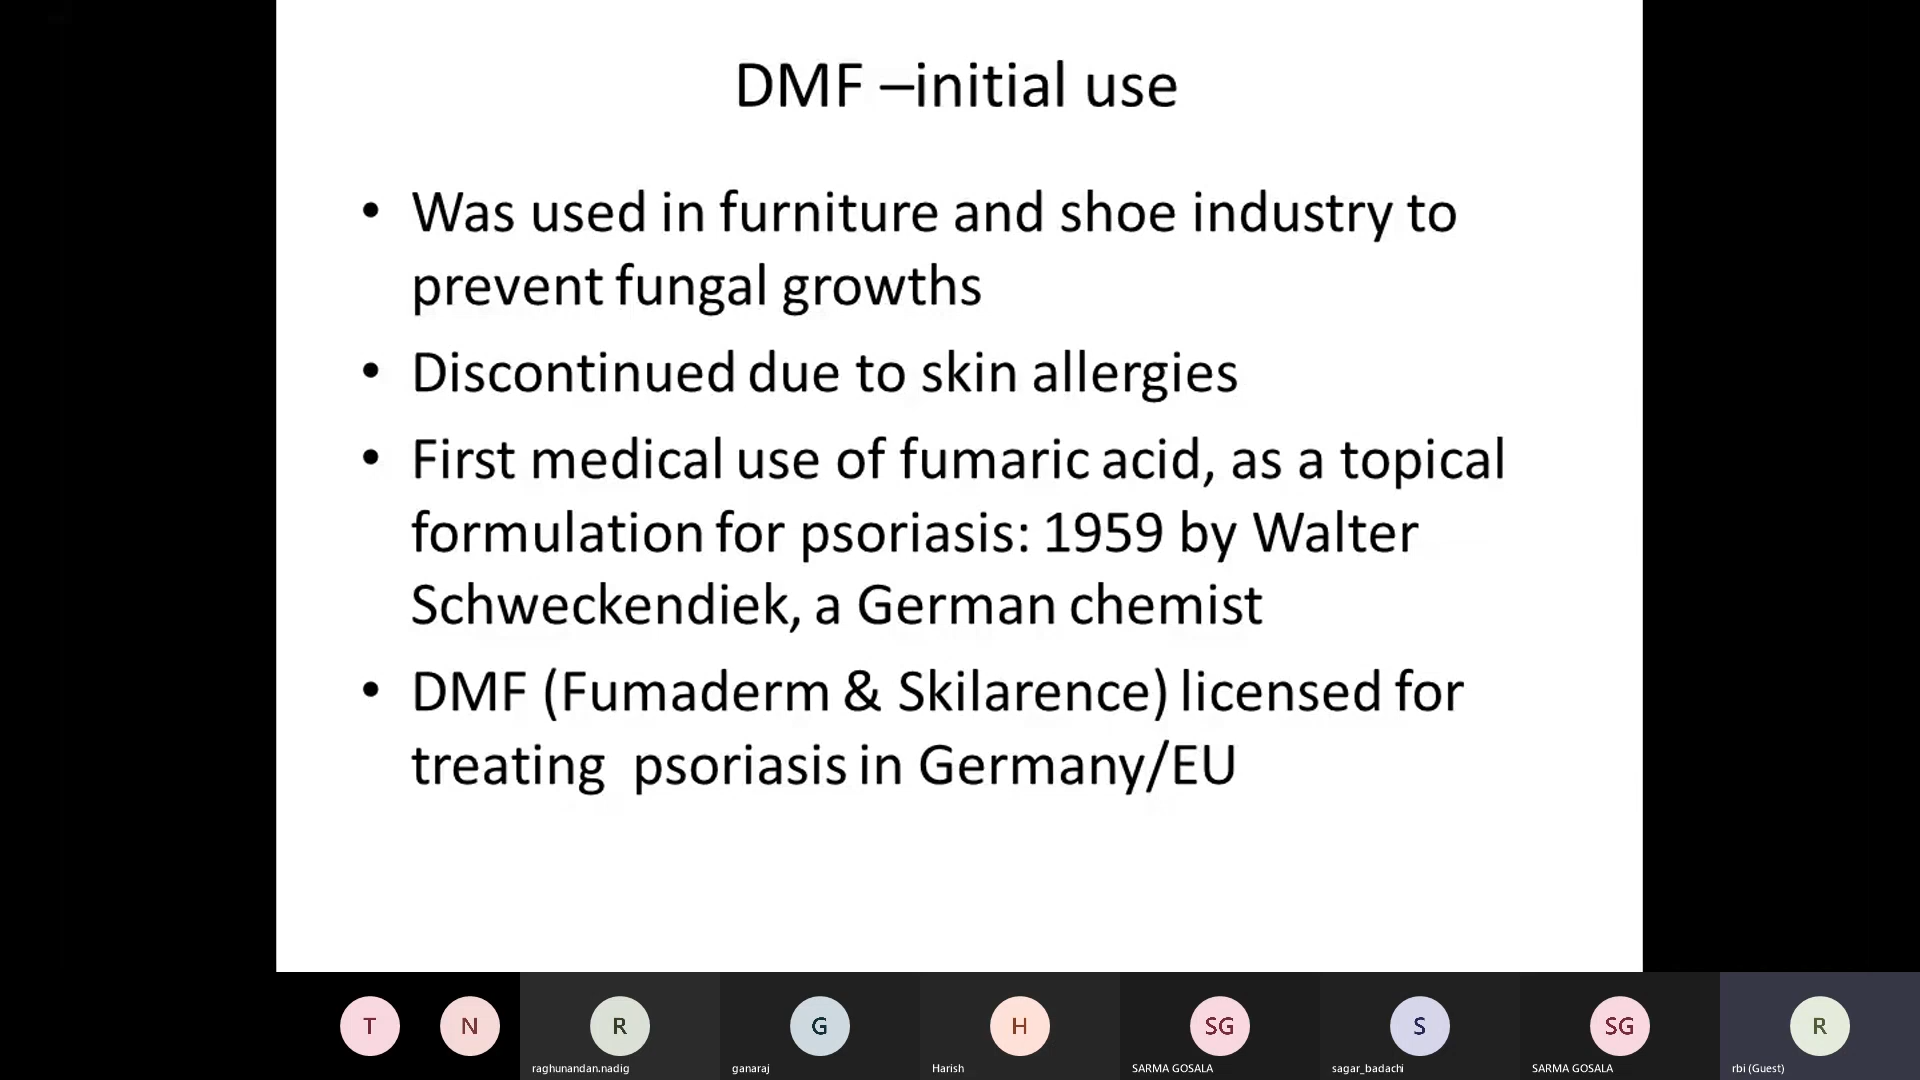 DMF –initial use
• Was used in furniture and shoe industry to
prevent fungal growths
• Discontinued due to skin allergies
• First medical use of fumaric acid, as a topical
formulation for psoriasis: 1959 by Walter
Schweckendiek, a German chemist
• DMF (Fumaderm & Skilarence) licensed for
treating  psoriasis in Germany/EU
T N R G H SG S SG R
raghunandan.nadig ganaraj Harish SARMA GOSALA sagar_badachi SARMA GOSALA rbi (Guest)